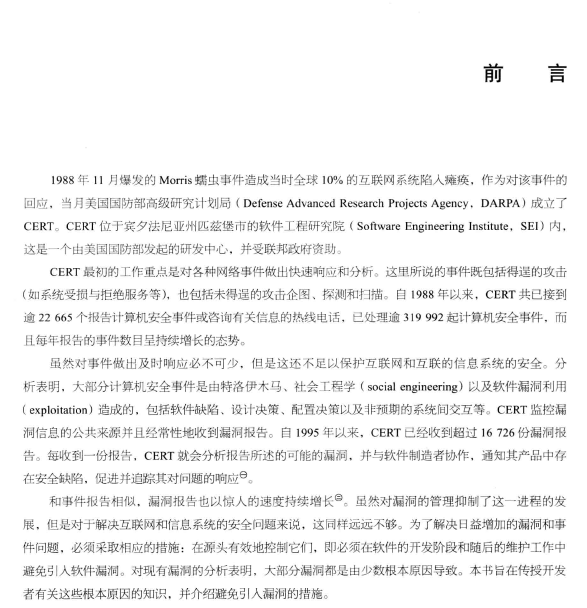 前 言
1988 年 11 月爆发的 Morris 蠕虫事件造成当时全球 10% 的互联网系统陷入瘫痪，作为对该事件的
回应，当月美国国防部高级研究计划局（Defense Advanced Research Projects Agency，DARPA）成立了
CERT。CERT 位于宾夕法尼亚州匹兹堡市的软件工程研究院（Software Engineering Institute，SEI）内，
这是一个由美国国防部发起的研发中心，并受联邦政府资助。
CERT 最初的工作重点是对各种网络事件做出快速响应和分析。这里所说的事件既包括得逞的攻击
（如系统受损与拒绝服务等），也包括未得逞的攻击企图、探测和扫描。自 1988 年以来，CERT 共已接到
逾 22 665 个报告计算机安全事件或咨询有关信息的热线电话，已处理逾 319 992 起计算机安全事件，而
且每年报告的事件数目呈持续增长的态势。
虽然对事件做出及时响应必不可少，但是这还不足以保护互联网和互联的信息系统的安全。分
析表明，大部分计算机安全事件是由特洛伊木马、社会工程学（social engineering）以及软件漏洞利用
（exploitation）造成的，包括软件缺陷、设计决策、配置决策以及非预期的系统间交互等。CERT 监控漏
洞信息的公共来源并且经常性地收到漏洞报告。自 1995 年以来，CERT 已经收到超过 16 726 份漏洞报
告。每收到一份报告，CERT 就会分析报告所述的可能的漏洞，并与软件制造者协作，通知其产品中存
在安全缺陷，促进并追踪其对问题的响应㊀。
和事件报告相似，漏洞报告也以惊人的速度持续增长㊁。虽然对漏洞的管理抑制了这一进程的发
展，但是对于解决互联网和信息系统的安全问题来说，这同样远远不够。为了解决日益增加的漏洞和事
件问题，必须采取相应的措施：在源头有效地控制它们，即必须在软件的开发阶段和随后的维护工作中
避免引入软件漏洞。对现有漏洞的分析表明，大部分漏洞都是由少数根本原因导致。本书旨在传授开发
者有关这些根本原因的知识，并介绍避免引入漏洞的措施。